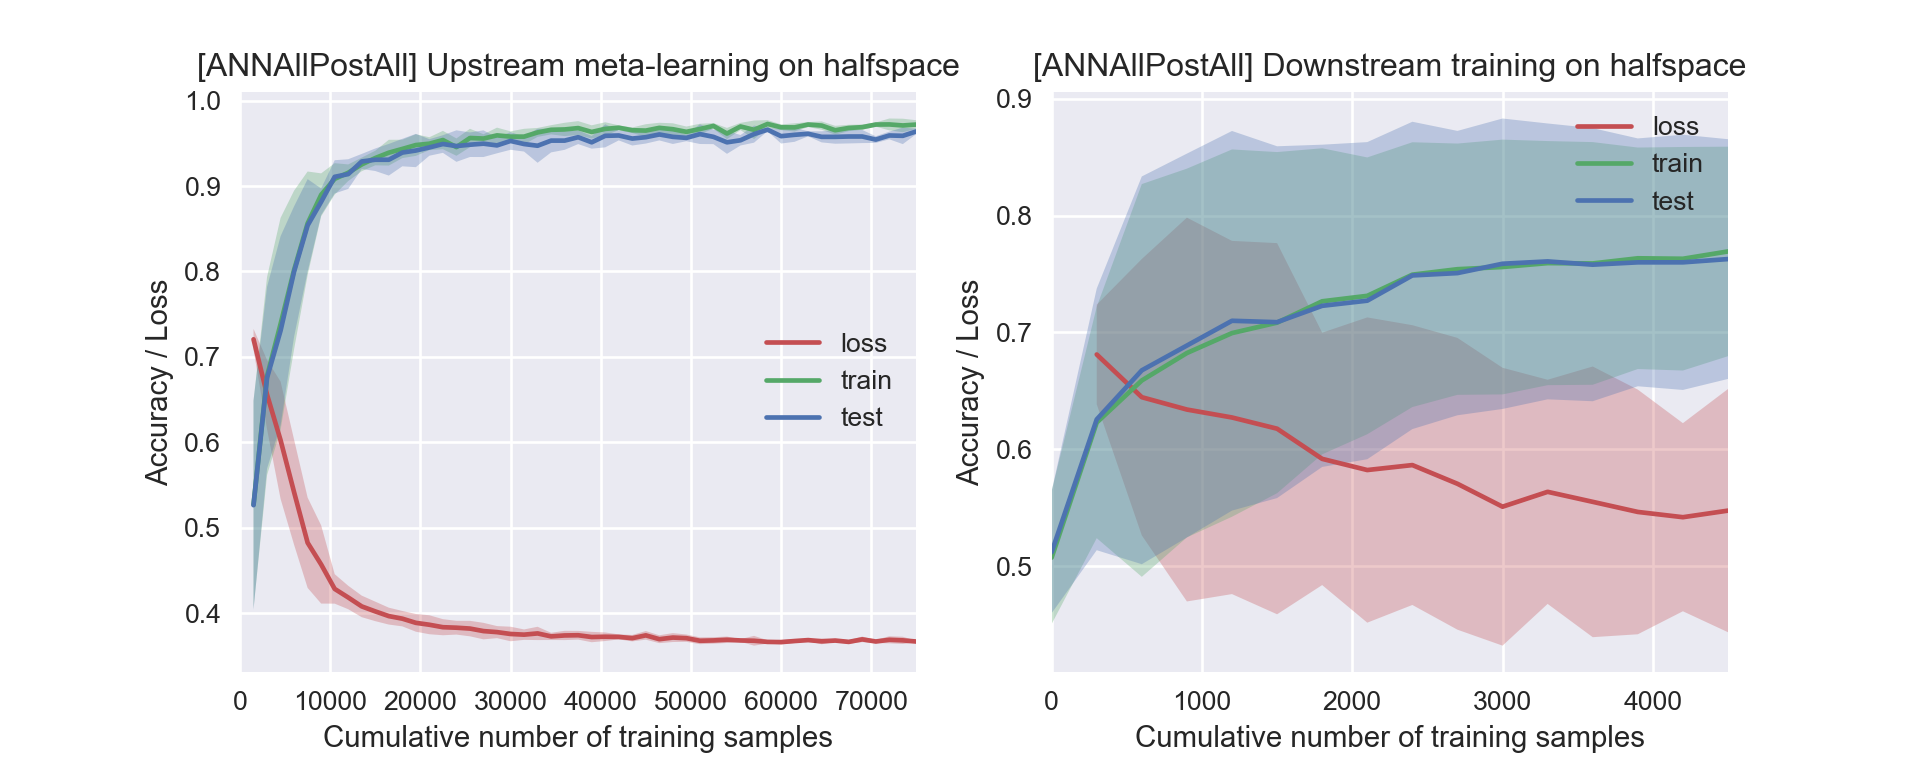 [ANNAllPostAll] Upstream meta-learning on halfspace
1.0
0.9
0.8
0.7
0.6
0.5
0.4
Accuracy / Loss
loss
train
test
0 10000 20000 30000 40000 50000 60000 70000
Cumulative number of training samples
[ANNAllPostAll] Downstream training on halfspace
0.9
0.8
0.7
0.6
0.5
Accuracy / Loss
loss
train
test
0 1000 2000 3000 4000
Cumulative number of training samples